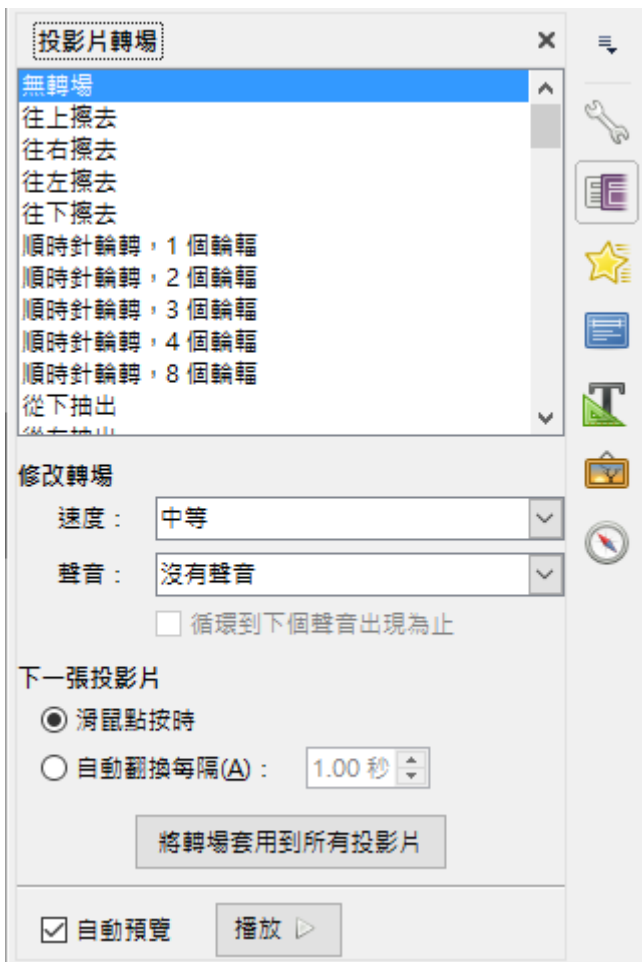 投影片轉場
無轉場
往上擦去
往右擦去
往左擦去
往下擦去
順時針輪轉，1 個輪輻
順時針輪轉，2 個輪輻
順時針輪轉，3 個輪輻
順時針輪轉，4 個輪輻
順時針輪轉，8 個輪輻
從下抽出
修改轉場
速度： 中等
聲音： 沒有聲音
循環到下個聲音出現為止
下一張投影片
滑鼠點按時
自動翻換每隔(A)： 1.00 秒
將轉場套用到所有投影片
自動預覽 播放